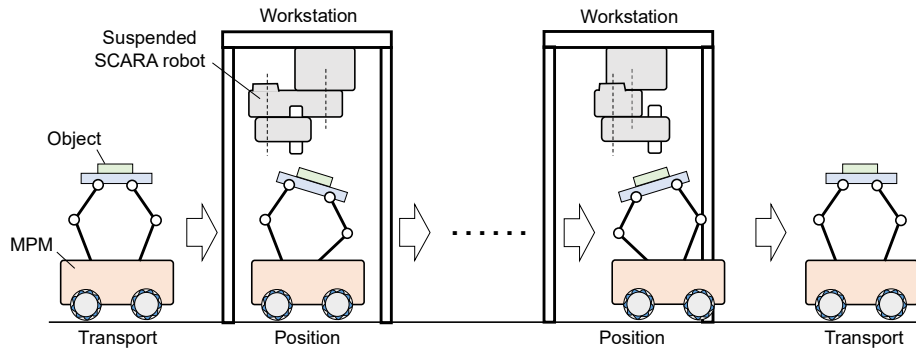 Workstation
Workstation
Suspended
SCARA robot
Object
MPM
Transport
Position
Position
Transport